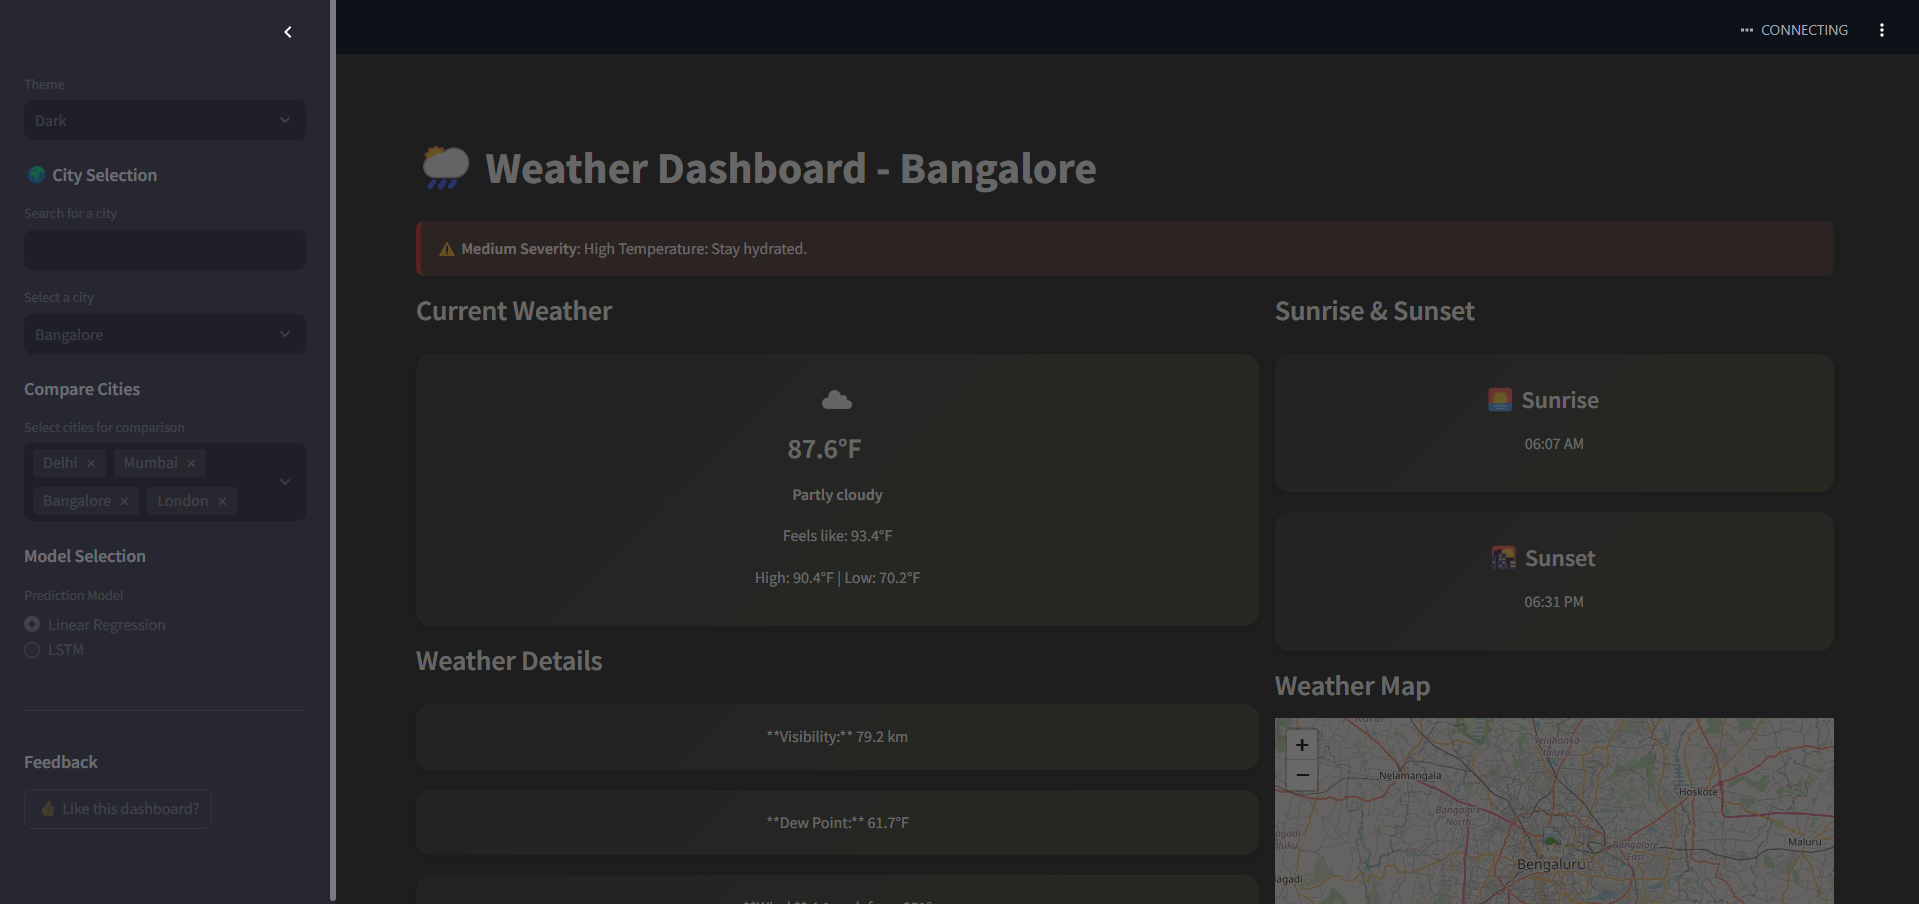 CONNECTING
Theme
Dark
City Selection
Search for a city
Select a city
Bangalore
Compare Cities
Select cities for comparison
Delhi × Mumbai ×
Bangalore × London ×
Model Selection
Prediction Model
Linear Regression
LSTM
Feedback
Like this dashboard?
Weather Dashboard - Bangalore
Medium Severity: High Temperature: Stay hydrated.
Current Weather
87.6°F
Partly cloudy
Feels like: 93.4°F
High: 90.4°F | Low: 70.2°F
Weather Details
**Visibility:** 79.2 km
**Dew Point:** 61.7°F
Sunrise & Sunset
Sunrise
06:07 AM
Sunset
06:31 PM
Weather Map
+
−
Yelahanka
taluku
Nelamangala
Hoskote
Bangalore
North
Bangalore
East
Maluru
Bengaluru